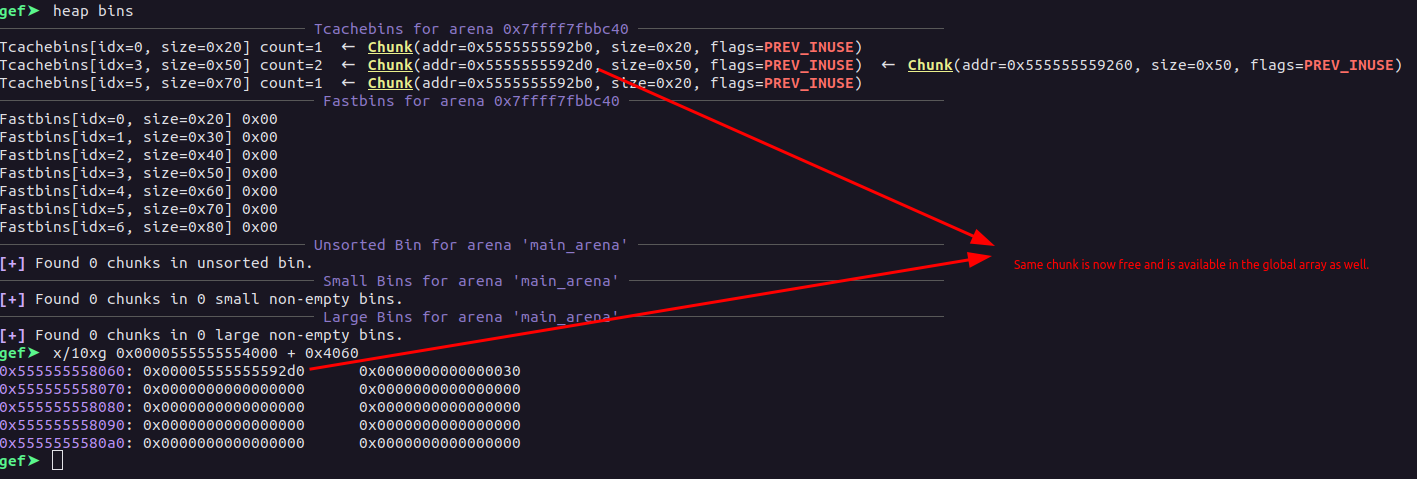 gef➤ heap bins
Tcachebins for arena 0x7ffff7fbbc40
Tcachebins[idx=0, size=0x20] count=1 ← Chunk(addr=0x5555555592b0, size=0x20, flags=PREV_INUSE)
Tcachebins[idx=3, size=0x50] count=2 ← Chunk(addr=0x5555555592d0, size=0x50, flags=PREV_INUSE) ← Chunk(addr=0x555555559260, size=0x50, flags=PREV_INUSE)
Tcachebins[idx=5, size=0x70] count=1 ← Chunk(addr=0x5555555592b0, size=0x20, flags=PREV_INUSE)
Fastbins for arena 0x7ffff7fbbc40
Fastbins[idx=0, size=0x20] 0x00
Fastbins[idx=1, size=0x30] 0x00
Fastbins[idx=2, size=0x40] 0x00
Fastbins[idx=3, size=0x50] 0x00
Fastbins[idx=4, size=0x60] 0x00
Fastbins[idx=5, size=0x70] 0x00
Fastbins[idx=6, size=0x80] 0x00
Unsorted Bin for arena 'main_arena'
[+] Found 0 chunks in unsorted bin.
Same chunk is now free and is available in the global array as well.
Small Bins for arena 'main_arena'
[+] Found 0 chunks in 0 small non-empty bins.
Large Bins for arena 'main_arena'
[+] Found 0 chunks in 0 large non-empty bins.
gef➤ x/10xg 0x0000555555554000 + 0x4060
0x555555558060: 0x00005555555592d0 0x0000000000000030
0x555555558070: 0x0000000000000000 0x0000000000000000
0x555555558080: 0x0000000000000000 0x0000000000000000
0x555555558090: 0x0000000000000000 0x0000000000000000
0x5555555580a0: 0x0000000000000000 0x0000000000000000
gef➤